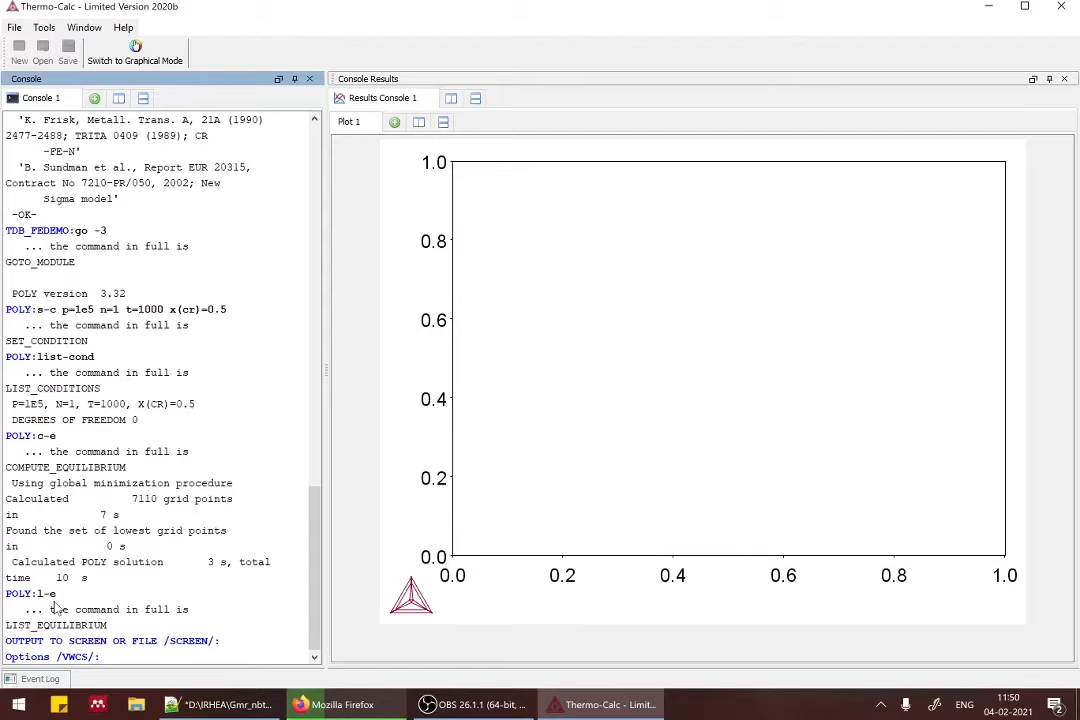 Thermo-Calc - Limited Version 2020b
File Tools Window Help
New Open Save Switch to Graphical Mode
Console
Console Results
Console 1
Results Console 1
Plot 1
'K. Frisk, Metall. Trans. A, 21A (1990)
2477-2488; TRITA 0409 (1989); CR
-FE-N'
'B. Sundman et al., Report EUR 20315,
Contract No 7210-PR/050, 2002; New
Sigma model'
-OK-
TDB_FEDEMO:go -3
... the command in full is
GOTO_MODULE
POLY version 3.32
POLY:s-c p=1e5 n=1 t=1000 x(cr)=0.5
... the command in full is
SET_CONDITION
POLY:list-cond
... the command in full is
LIST_CONDITIONS
P=1E5, N=1, T=1000, X(CR)=0.5
DEGREES OF FREEDOM 0
POLY:c-e
... the command in full is
COMPUTE_EQUILIBRIUM
Using global minimization procedure
Calculated 7110 grid points
in 7 s
Found the set of lowest grid points
in 0 s
Calculated POLY solution 3 s, total
time 10 s
POLY:l-e
... the command in full is
LIST_EQUILIBRIUM
OUTPUT TO SCREEN OR FILE /SCREEN/:
Options /VWCS/:
1.0
0.8
0.6
0.4
0.2
0.0
0.0 0.2 0.4 0.6 0.8 1.0
Event Log
*D:\IRHEA\Gmr_nbt...
Mozilla Firefox
OBS 26.1.1 (64-bit, ...
Thermo-Calc - Limit...
ENG
11:50
04-02-2021
2